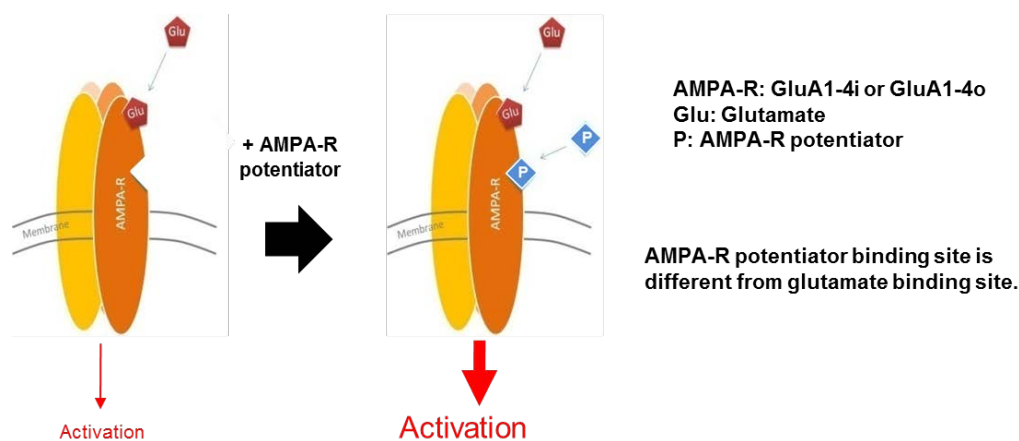 Glu
Glu
AMPA-R
Membrane
Activation
+ AMPA-R
potentiator
Glu
Glu
P
P
AMPA-R
Membrane
Activation
AMPA-R: GluA1-4i or GluA1-4o
Glu: Glutamate
P: AMPA-R potentiator
AMPA-R potentiator binding site is
different from glutamate binding site.